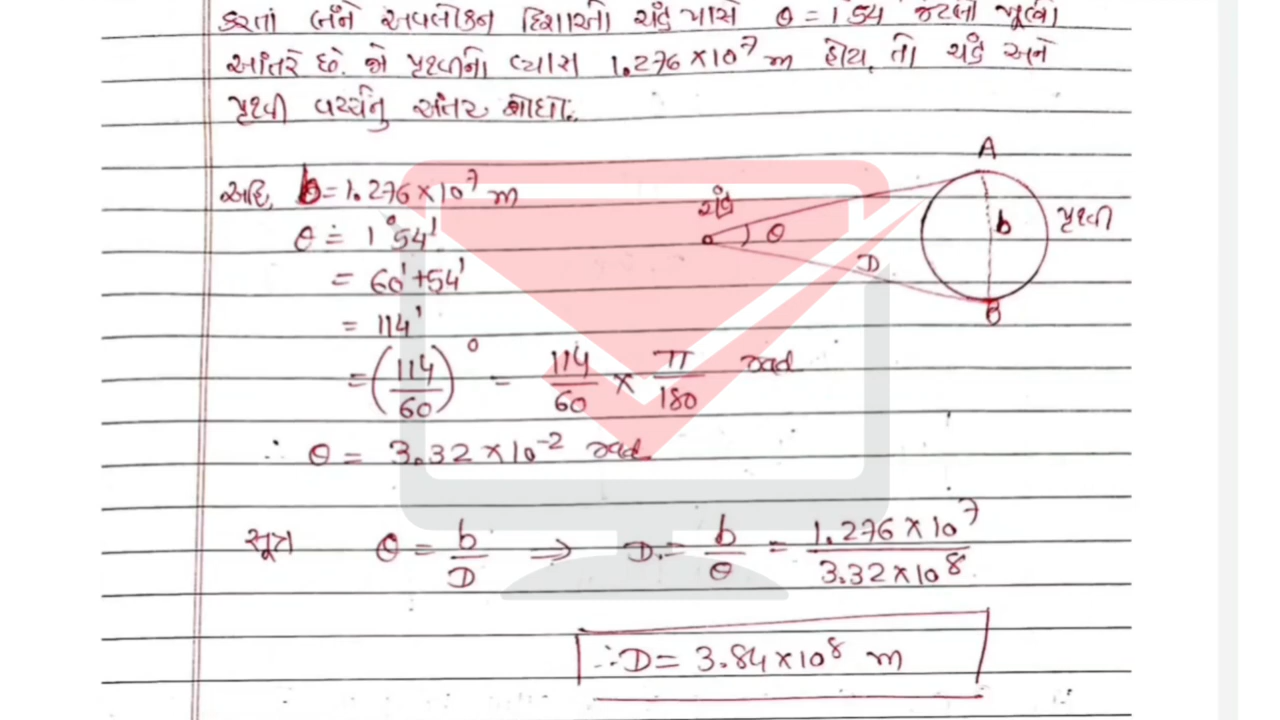 કરતાં બંને અવલોકન દિશાઓ ચંદ્ર પાસે θ = 1 54 જેટલો ખૂણો
આંતરે છે. જો પૃથ્વીનો વ્યાસ 1.276×10⁷ m હોય, તો ચંદ્ર અને
પૃથ્વી વચ્ચેનું અંતર શોધો.
A
અહિં, b = 1.276×10⁷ m
ચંદ્ર
θ
b
પૃથ્વી
θ = 1°54'
D
= 60'+54'
B
= 114'
= (114/60)° = 114/60 × π/180 rad
∴ θ = 3.32×10⁻² rad
સૂત્ર θ = b/D ⇒ D = b/θ = 1.276×10⁷/3.32×10⁸
∴D = 3.84×10⁸ m